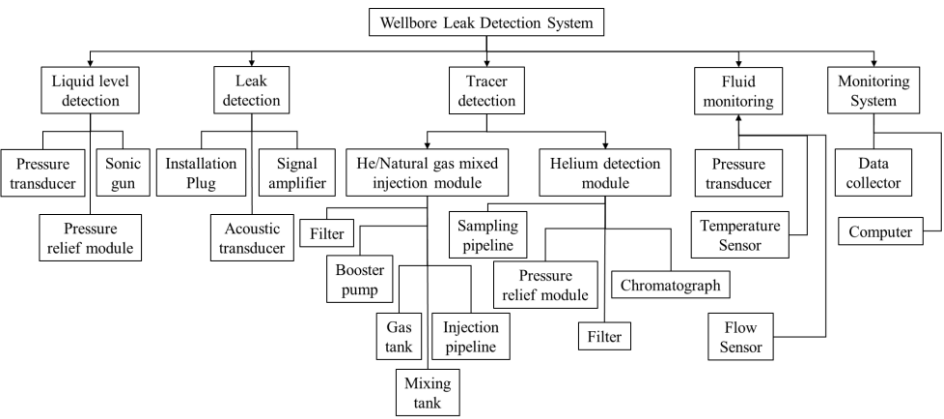 Wellbore Leak Detection System
Liquid level
detection
Leak
detection
Tracer
detection
Fluid
monitoring
Monitoring
System
Pressure
transducer
Sonic
gun
Installation
Plug
Signal
amplifier
He/Natural gas mixed
injection module
Helium detection
module
Pressure
transducer
Data
collector
Pressure
relief module
Acoustic
transducer
Filter
Sampling
pipeline
Temperature
Sensor
Computer
Booster
pump
Pressure
relief module
Chromatograph
Gas
tank
Injection
pipeline
Filter
Flow
Sensor
Mixing
tank